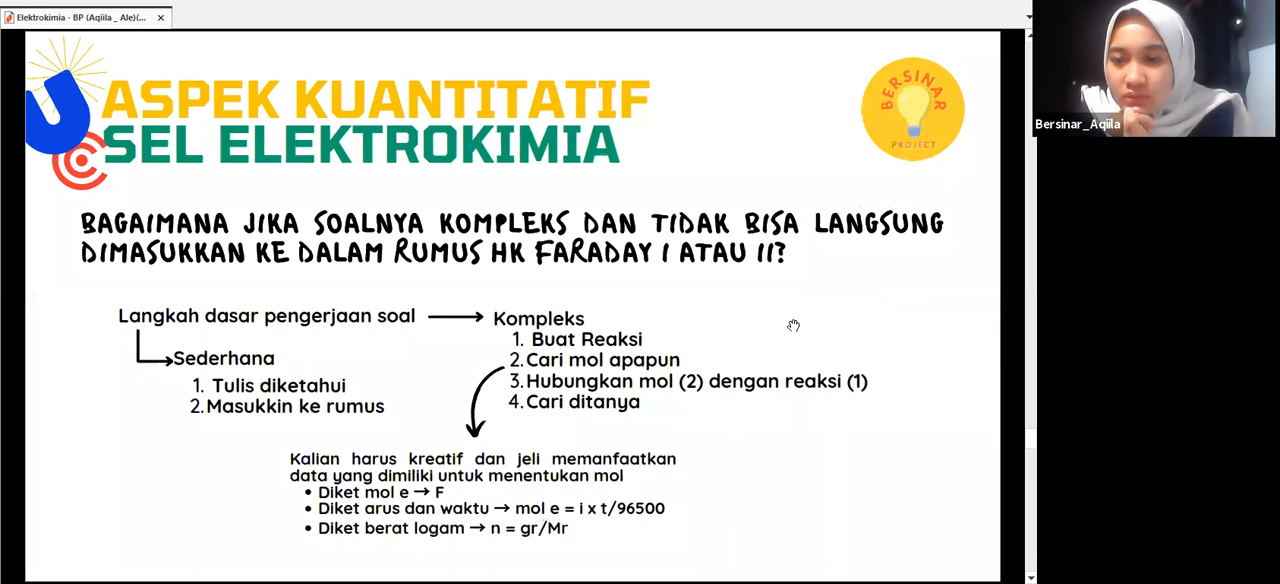 Elektrokimia - BP (Aqiila _ Ale)(...
ASPEK KUANTITATIF
SEL ELEKTROKIMIA
BERSINAR
PROJECT
Bersinar_Aqiila
BAGAIMANA JIKA SOALNYA KOMPLEKS DAN TIDAK BISA LANGSUNG
DIMASUKKAN KE DALAM RUMUS HK FARADAY I ATAU II?
Langkah dasar pengerjaan soal
Sederhana
1. Tulis diketahui
2. Masukkin ke rumus
Kompleks
1. Buat Reaksi
2. Cari mol apapun
3. Hubungkan mol (2) dengan reaksi (1)
4. Cari ditanya
Kalian harus kreatif dan jeli memanfaatkan
data yang dimiliki untuk menentukan mol
• Diket mol e → F
• Diket arus dan waktu → mol e = i x t/96500
• Diket berat logam → n = gr/Mr